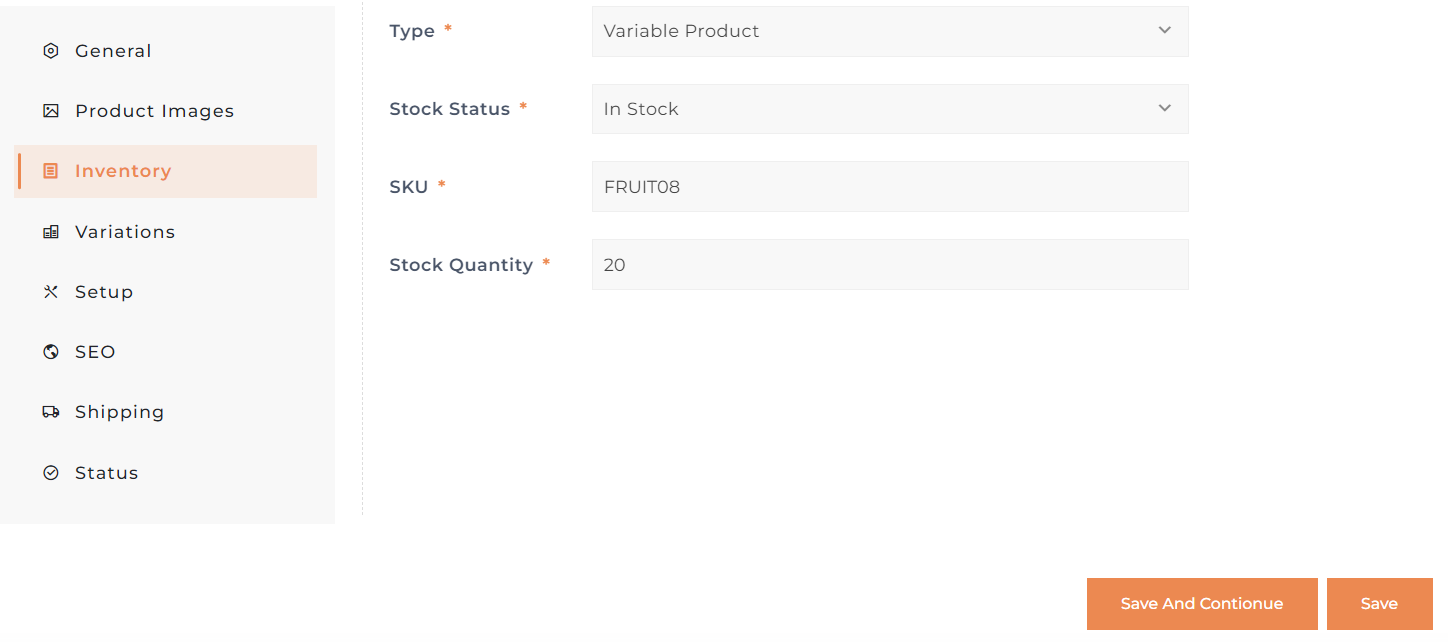 General
Product Images
Inventory
Variations
Setup
SEO
Shipping
Status
Type *
Variable Product
Stock Status *
In Stock
SKU *
FRUIT08
Stock Quantity *
20
Save And Contionue
Save